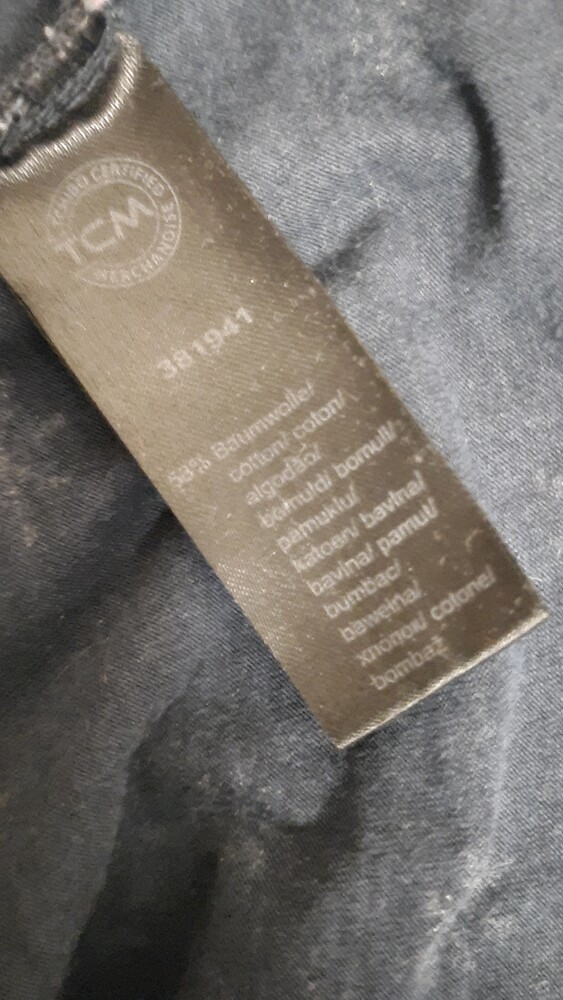 TCHIBO CERTIFIED
MERCHANDISE
TCM
381941
58% Baumwolle/
cotton/ coton/
algodão/
bomuld/ bomull/
pamuklu/
katoen/ bavlna/
bavlna/ pamut/
bumbac/
bawełna/
хлопок/ cotone/
bombaž